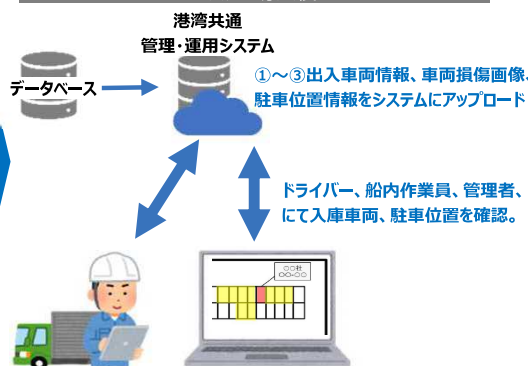 港湾共通
管理・運用システム
データベース
①～③出入車両情報、車両損傷画像、
駐車位置情報をシステムにアップロード
ドライバー、船内作業員、管理者、
にて入庫車両、駐車位置を確認。
○○社
○○-○○